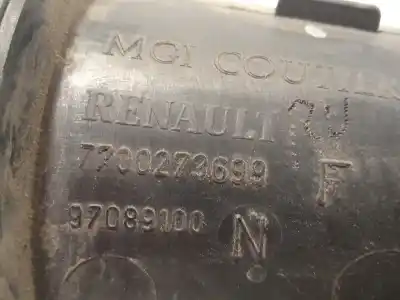 MGI COUTIER
RENAULT
7700273699 F
97089100 N